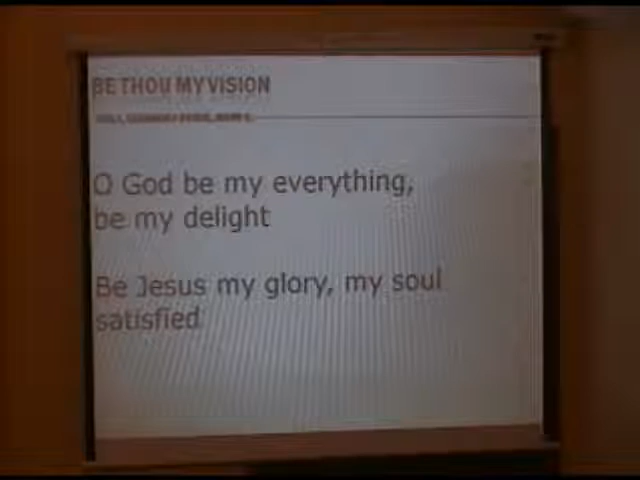 BE THOU MY VISION
O God be my everything,
be my delight
Be Jesus my glory, my soul
satisfied